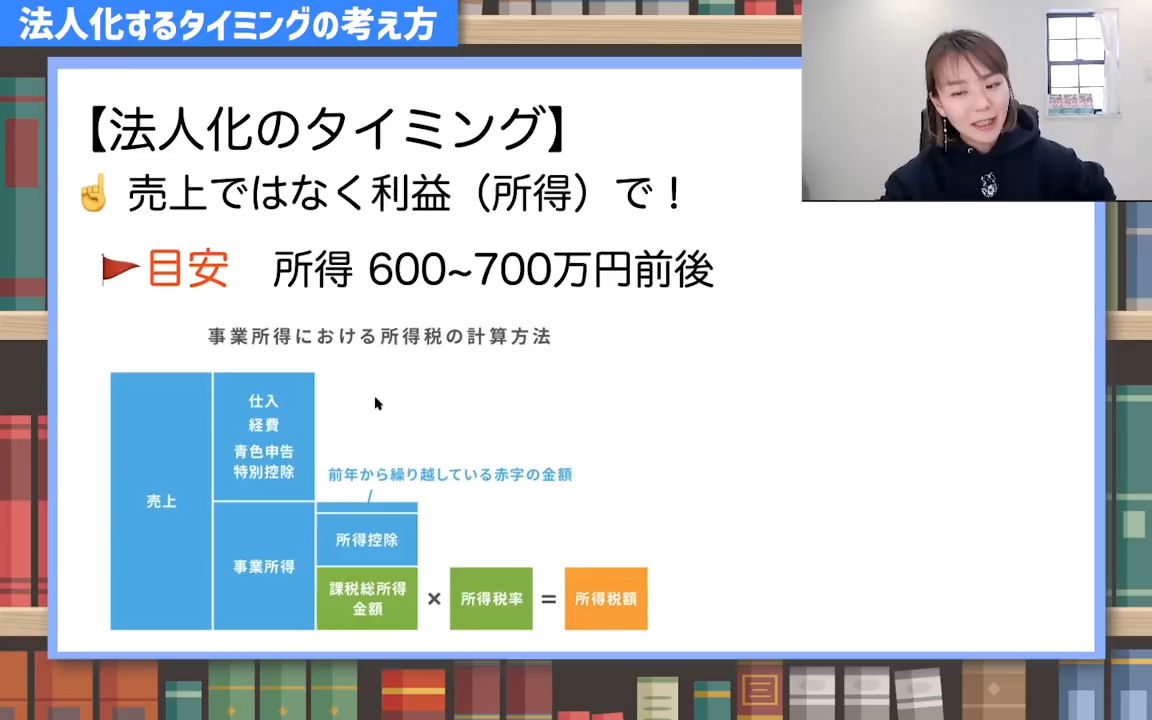 法人化するタイミングの考え方
【法人化のタイミング】
☝ 売上ではなく利益（所得）で！
🚩目安　所得 600~700万円前後
事業所得における所得税の計算方法
売上
仕入
経費
青色申告
特別控除
事業所得
前年から繰り越している赤字の金額
所得控除
課税総所得
金額
×
所得税率
=
所得税額